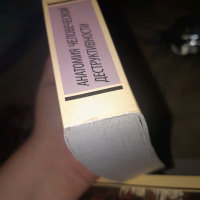 АНАТОМИЯ ЧЕЛОВЕЧЕСКОЙ
ДЕСТРУКТИВНОСТИ